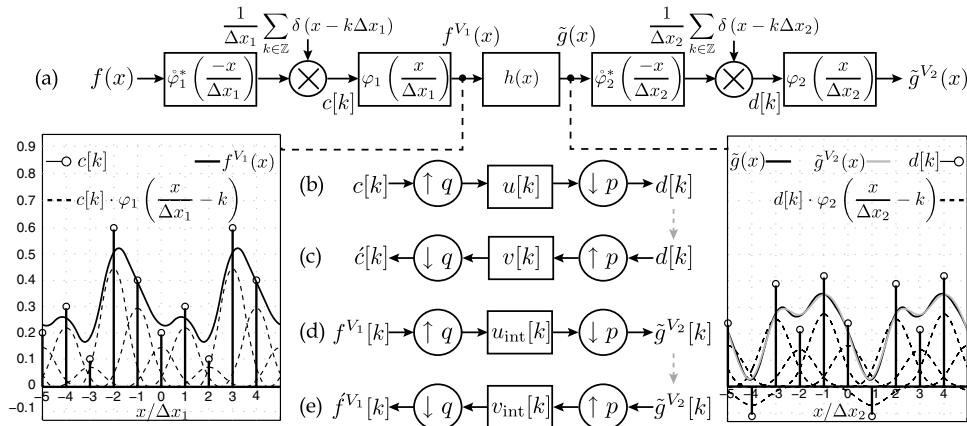 (a) f(x) φ̊₁*(−x/Δx₁) 1/Δx₁ ∑_{k∈ℤ} δ(x − kΔx₁) c[k] φ₁(x/Δx₁) f^{V₁}(x) h(x) g̃(x) φ̊₂*(−x/Δx₂) 1/Δx₂ ∑_{k∈ℤ} δ(x − kΔx₂) d[k] φ₂(x/Δx₂) g̃^{V₂}(x)
c[k] f^{V₁}(x)
c[k] · φ₁(x/Δx₁ − k)
0.9
0.8
0.7
0.6
0.5
0.4
0.3
0.2
0.1
0
−0.1
−5 −4 −3 −2 −1 0 1 2 3 4
x/Δx₁
(b) c[k] ↑ q u[k] ↓ p d[k]
(c) ć[k] ↓ q v[k] ↑ p d[k]
(d) f^{V₁}[k] ↑ q u_int[k] ↓ p g̃^{V₂}[k]
(e) f́^{V₁}[k] ↓ q v_int[k] ↑ p g̃^{V₂}[k]
g̃(x) g̃^{V₂}(x) d[k]
d[k] · φ₂(x/Δx₂ − k)
−5 −4 −3 −2 −1 0 1 2 3 4
x/Δx₂